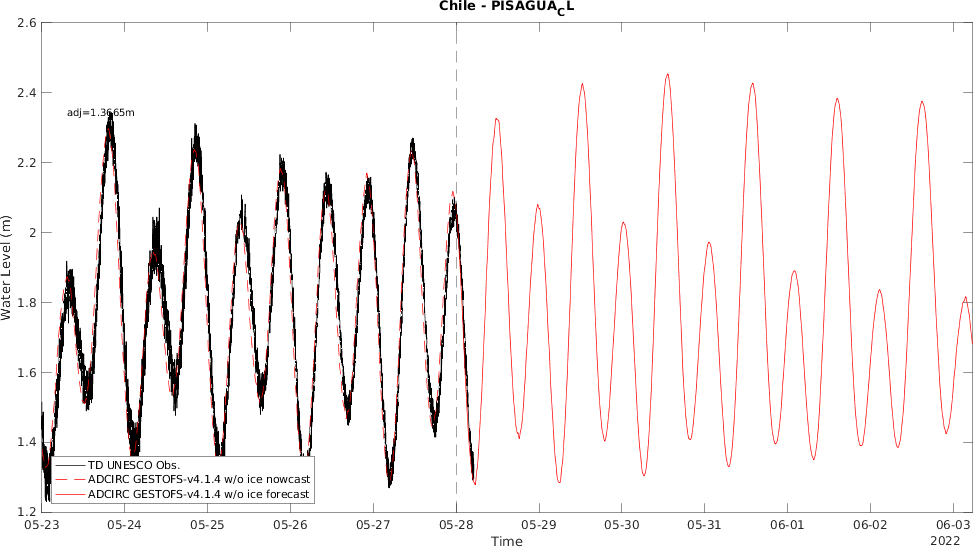 Chile - PISAGUA_CL
2.6
2.4
adj=1.3665m
2.2
2
1.8
1.6
1.4
1.2
Water Level (m)
TD UNESCO Obs.
ADCIRC GESTOFS-v4.1.4 w/o ice nowcast
ADCIRC GESTOFS-v4.1.4 w/o ice forecast
05-23 05-24 05-25 05-26 05-27 05-28 05-29 05-30 05-31 06-01 06-02 06-03
Time
2022